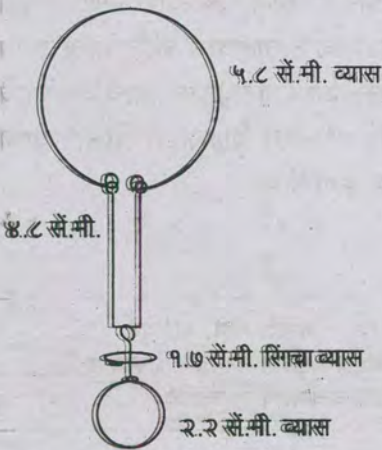 ५.८ सें.मी. व्यास
४.८ सें.मी.
१.७ सें.मी. रिंगचा व्यास
२.२ सें.मी. व्यास